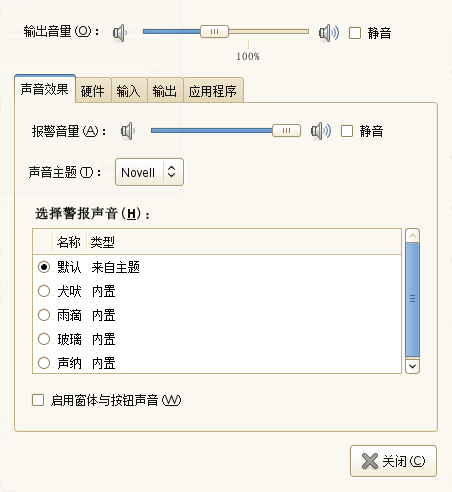 输出音量(O): 静音
100%
声音效果 硬件 输入 输出 应用程序
报警音量(A): 静音
声音主题(T): Novell
选择警报声音(H):
名称 类型
默认 来自主题
犬吠 内置
雨滴 内置
玻璃 内置
声纳 内置
启用窗体与按钮声音(W)
关闭(C)